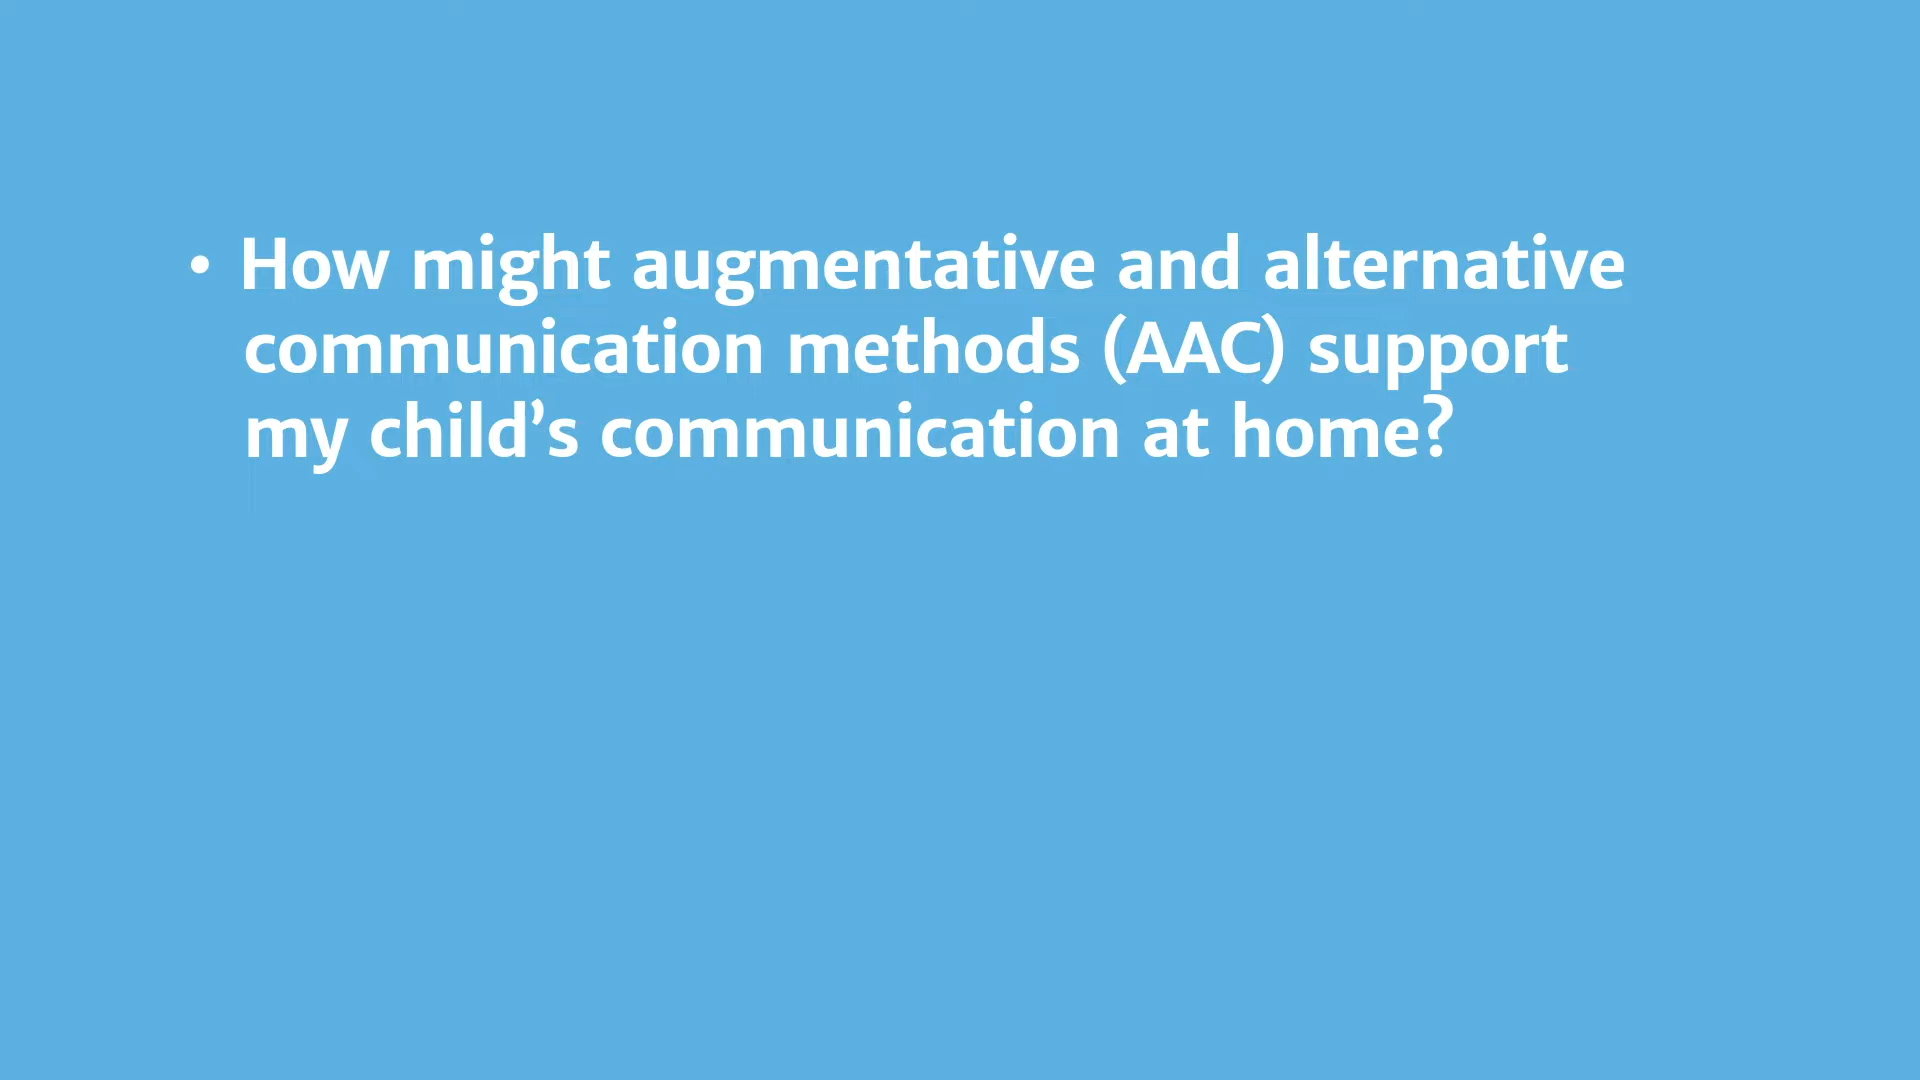 • How might augmentative and alternative
communication methods (AAC) support
my child’s communication at home?